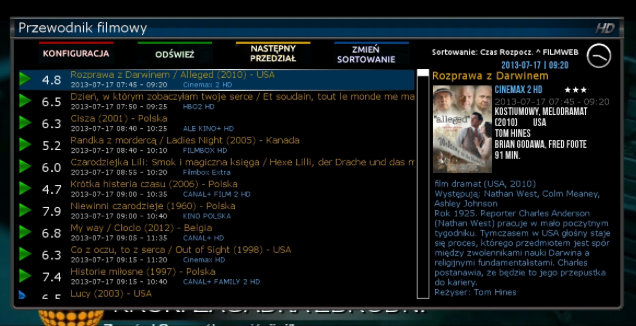 Przewodnik filmowy
HD
KONFIGURACJA
ODŚWIEŻ
NASTĘPNY PRZEDZIAŁ
ZMIEŃ SORTOWANIE
Sortowanie: Czas Rozpocz. ^ FILMWEB
2013-07-17 | 09:20
4.8 Rozprawa z Darwinem / Alleged (2010) - USA
2013-07-17 07:45 - 09:20 Cinemax 2 HD
6.5 Dzień, w którym zobaczyłam twoje serce / Et soudain, tout le monde me ma
2013-07-17 07:50 - 09:25 HBO2 HD
6.3 Cisza (2001) - Polska
2013-07-17 08:40 - 10:25 ALE KINO+ HD
5.2 Randka z mordercą / Ladies Night (2005) - Kanada
2013-07-17 08:40 - 10:10 FILMBOX HD
6.0 Czarodziejka Lili: Smok i magiczna księga / Hexe Lilli, der Drache und das m
2013-07-17 08:55 - 10:20 Filmbox Extra
4.7 Krótka histeria czasu (2006) - Polska
2013-07-17 09:00 - 10:35 CANAL+ FILM 2 HD
7.9 Niewinni czarodzieje (1960) - Polska
2013-07-17 09:00 - 10:40 KINO POLSKA
6.8 My way / Cloclo (2012) - Belgia
2013-07-17 09:05 - 11:35 CANAL+ HD
6.3 Co z oczu, to z serca / Out of Sight (1998) - USA
2013-07-17 09:15 - 11:20 Cinemax HD
7.4 Historie miłosne (1997) - Polska
2013-07-17 09:15 - 10:40 CANAL+ FAMILY 2 HD
Lucy (2003) - USA
Rozprawa z Darwinem
CINEMAX 2 HD
2013-07-17 07:45 - 09:20
KOSTIUMOWY, MELODRAMAT
(2010) USA
TOM HINES
BRIAN GODAWA, FRED FOOTE
91 MIN.
"alleged"
film dramat (USA, 2010)
Występują: Nathan West, Colm Meaney,
Ashley Johnson
Rok 1925. Reporter Charles Anderson
(Nathan West) pracuje w mało poczytnym
tygodniku. Tymczasem w USA głośny staje
się proces, którego przedmiotem jest spór
między zwolennikami nauki Darwina a
religijnymi fundamentalistami. Charles
postanawia, że będzie to jego przepustka
do kariery.
Reżyser: Tom Hines